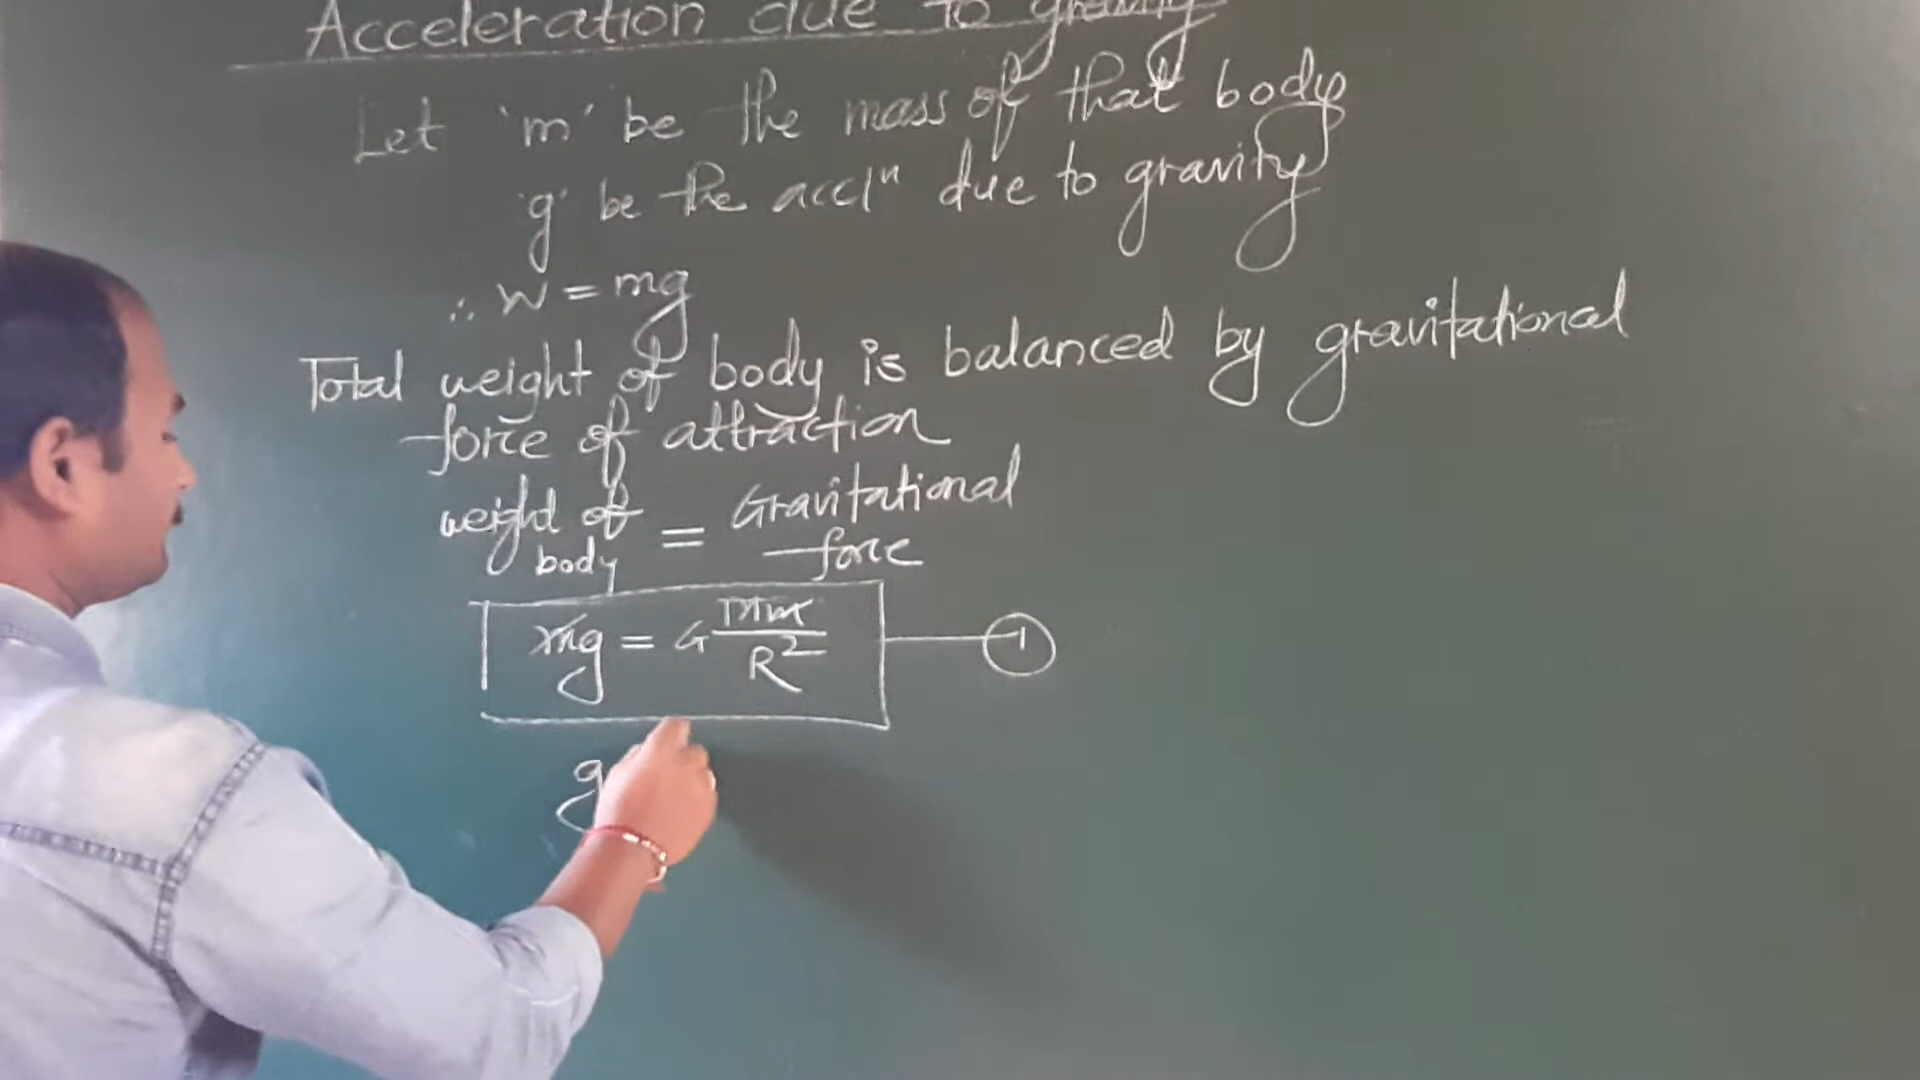 Acceleration due to gravity
Let 'm' be the mass of that body
'g' be the accl^n due to gravity
∴ W = mg
Total weight of body is balanced by gravitational
force of attraction
weight of body = Gravitational force
mg = G Mm/R² — 1
g